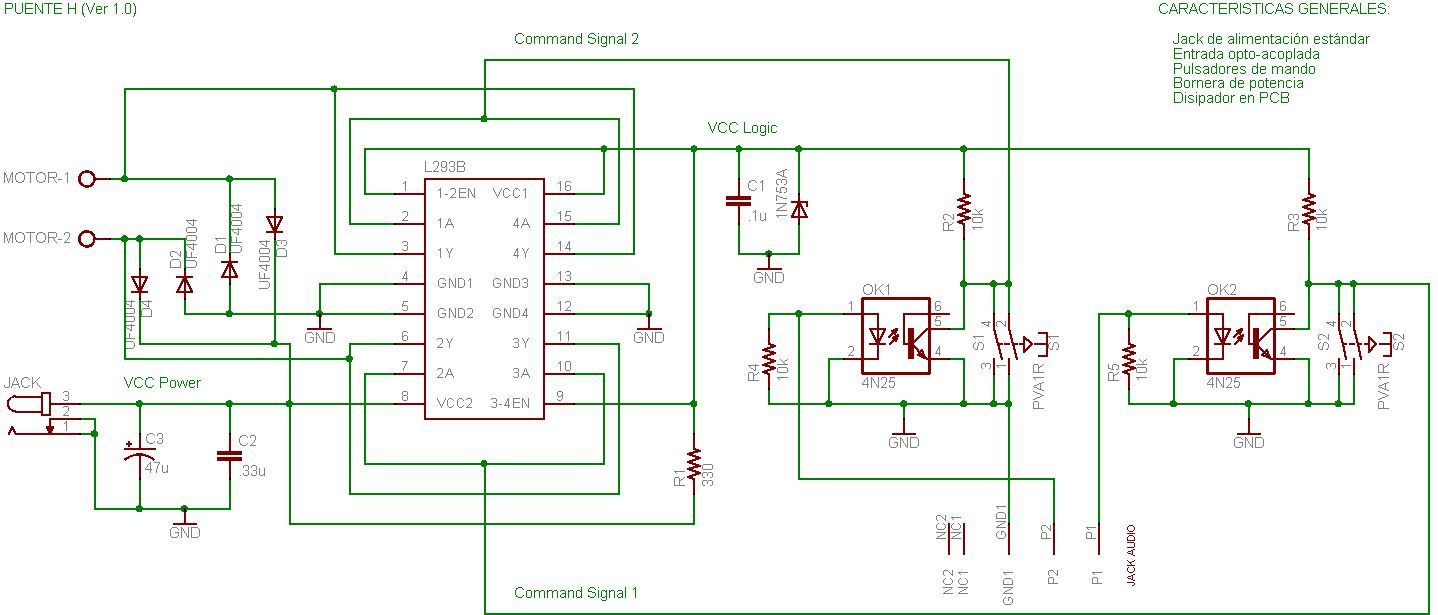 PUENTE H (Ver 1.0)
CARACTERISTICAS GENERALES:
Jack de alimentación estándar
Entrada opto-acoplada
Pulsadores de mando
Bornera de potencia
Disipador en PCB
Command Signal 2
VCC Logic
MOTOR-1
MOTOR-2
D2
UF4004
D1
UF4004
UF4004
D3
UF4004
D4
L293B
1 1-2EN VCC1 16
2 1A 4A 15
3 1Y 4Y 14
4 GND1 GND3 13
5 GND2 GND4 12
6 2Y 3Y 11
7 2A 3A 10
8 VCC2 3-4EN 9
GND
GND
C1
.1u
1N753A
GND
R2
10k
R3
10k
OK1
1
2
6
5
4
4N25
R4
10k
GND
S1
4
2
3
1
S1
PVA1R
OK2
1
2
6
5
4
4N25
R5
10k
GND
S2
4
2
3
1
S2
PVA1R
JACK
3
2
1
VCC Power
C3
+
47u
C2
.33u
GND
R1
330
NC2
NC1
GND1
P2
P1
JACK AUDIO
NC2
NC1
GND1
P2
P1
Command Signal 1